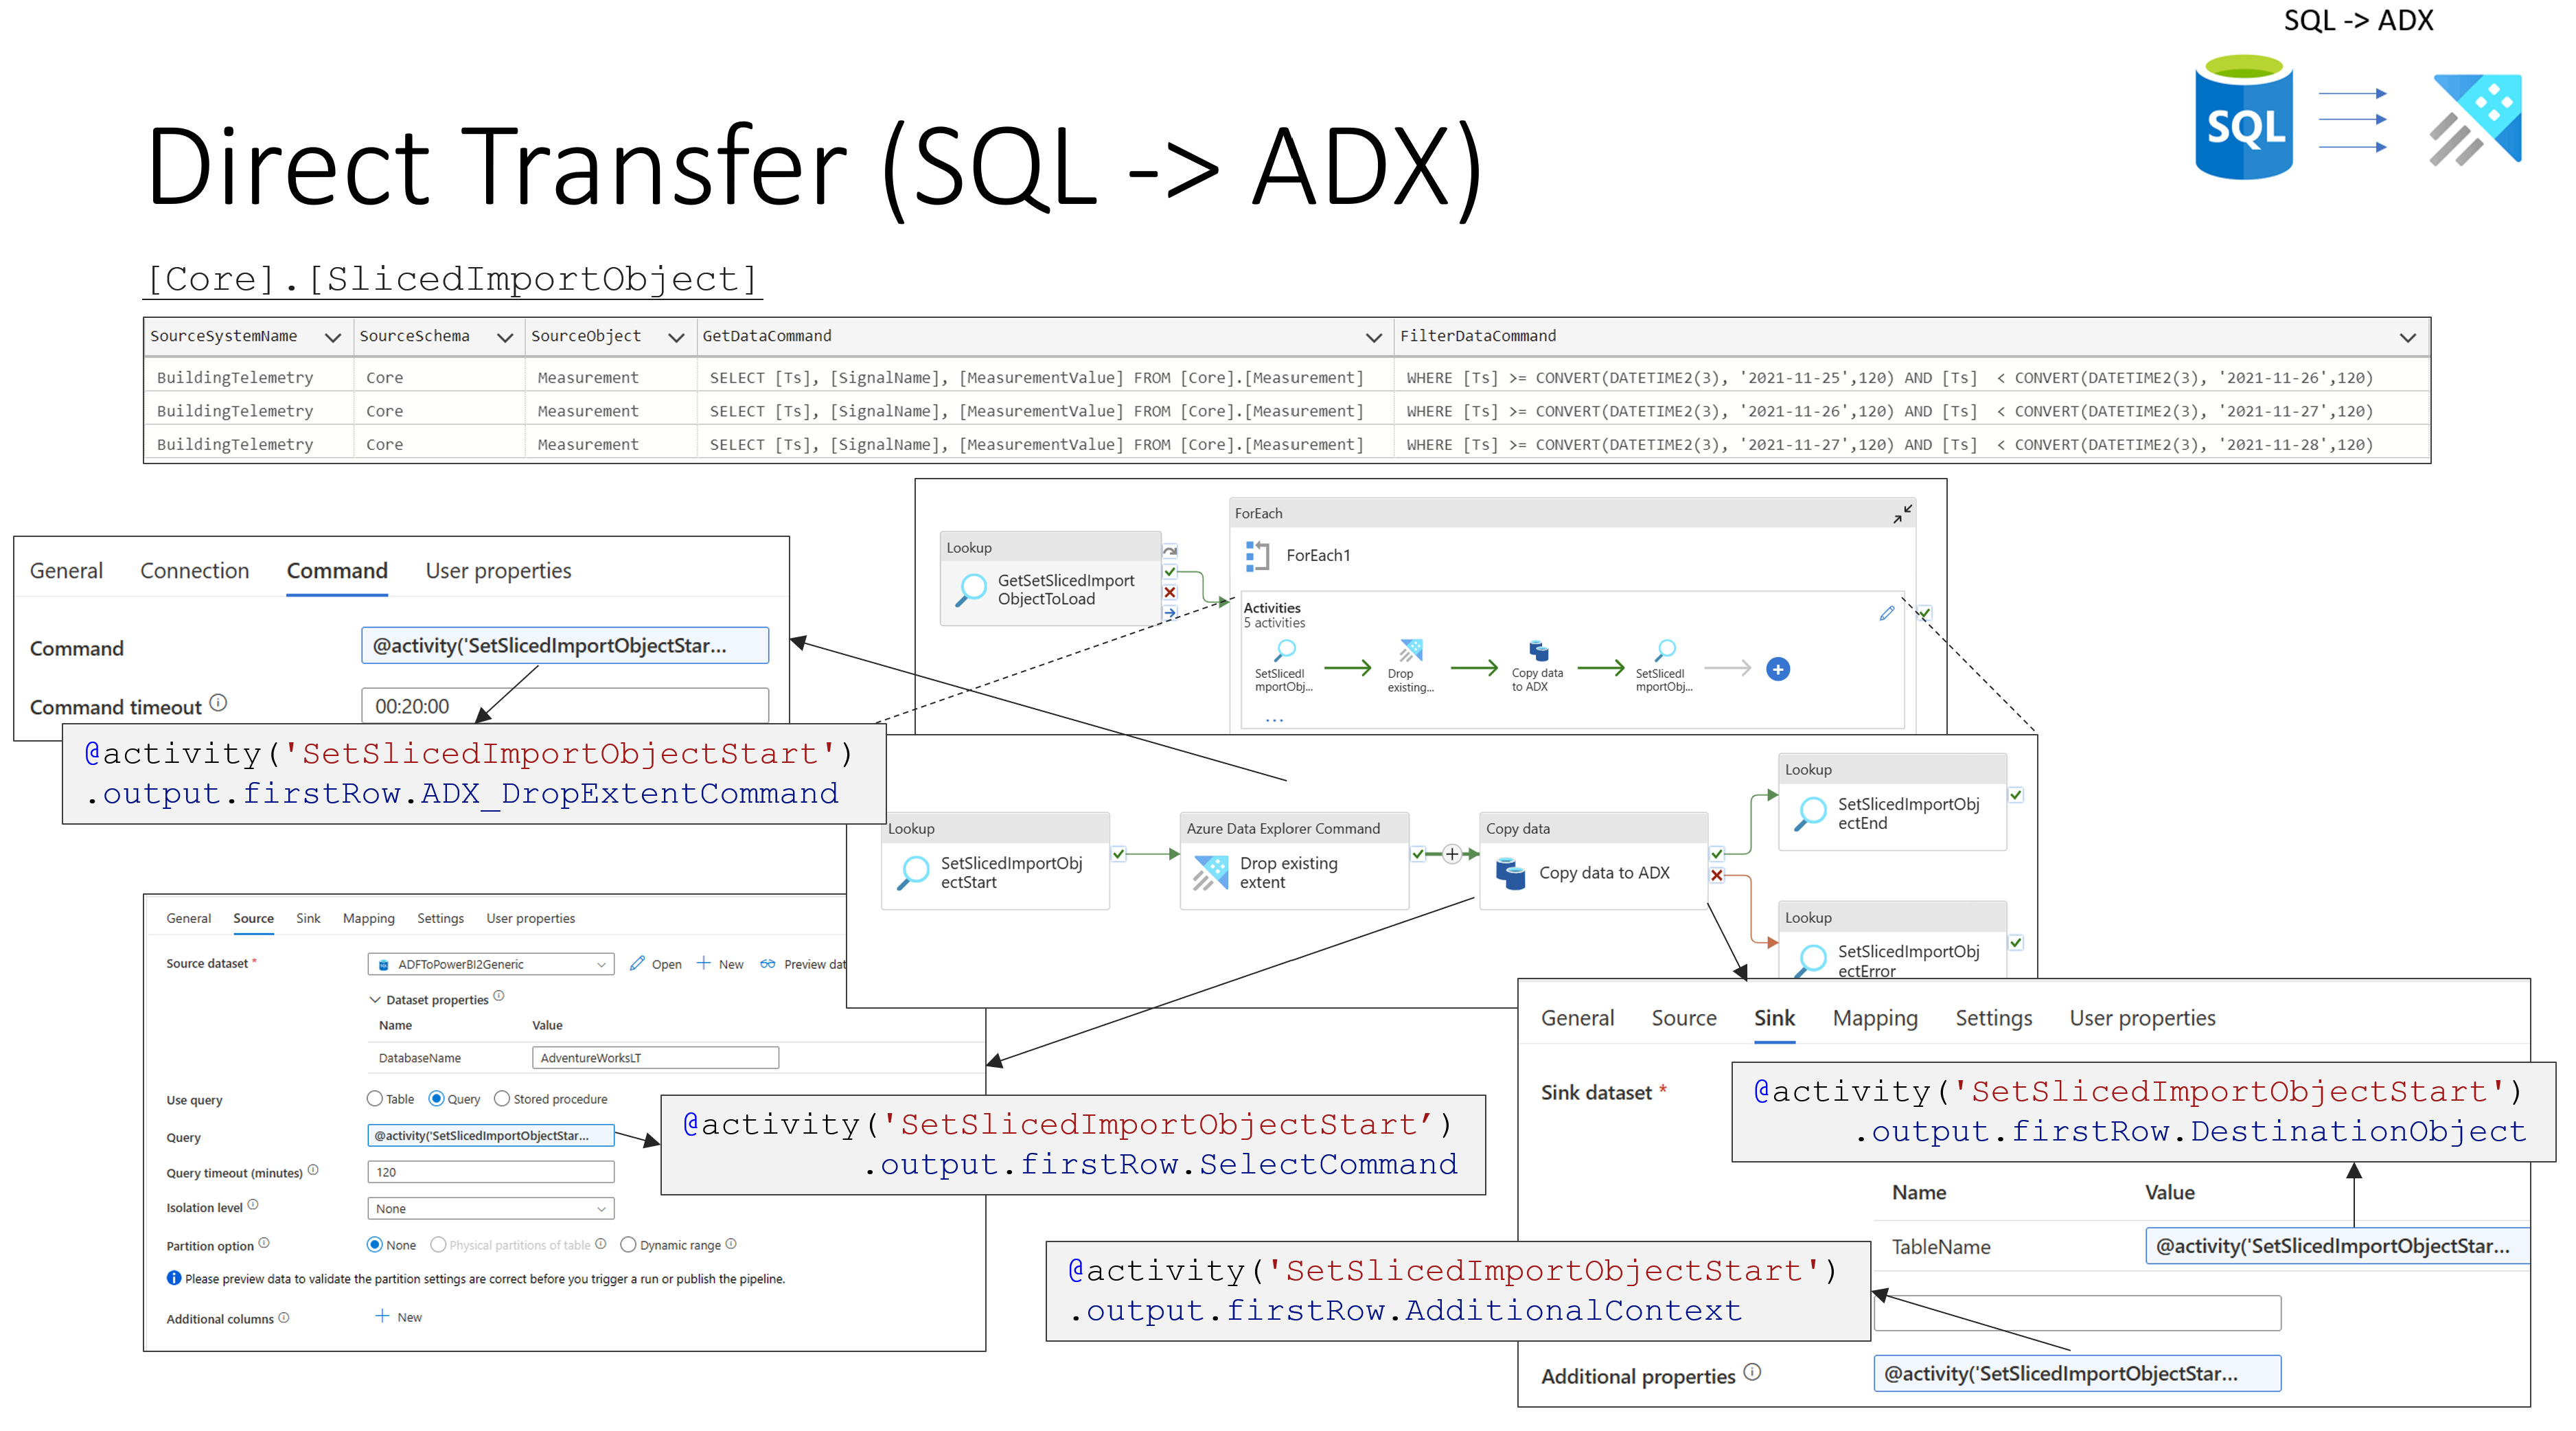 SQL -> ADX
SQL
Direct Transfer (SQL -> ADX)
[Core].[SlicedImportObject]
SourceSystemName SourceSchema SourceObject GetDataCommand FilterDataCommand
BuildingTelemetry Core Measurement SELECT [Ts], [SignalName], [MeasurementValue] FROM [Core].[Measurement] WHERE [Ts] >= CONVERT(DATETIME2(3), '2021-11-25',120) AND [Ts] < CONVERT(DATETIME2(3), '2021-11-26',120)
BuildingTelemetry Core Measurement SELECT [Ts], [SignalName], [MeasurementValue] FROM [Core].[Measurement] WHERE [Ts] >= CONVERT(DATETIME2(3), '2021-11-26',120) AND [Ts] < CONVERT(DATETIME2(3), '2021-11-27',120)
BuildingTelemetry Core Measurement SELECT [Ts], [SignalName], [MeasurementValue] FROM [Core].[Measurement] WHERE [Ts] >= CONVERT(DATETIME2(3), '2021-11-27',120) AND [Ts] < CONVERT(DATETIME2(3), '2021-11-28',120)
Lookup
GetSetSlicedImport
ObjectToLoad
ForEach
ForEach1
Activities
5 activities
SetSlicedI
mportObj...
Drop
existing...
Copy data
to ADX
SetSlicedI
mportObj...
...
General Connection Command User properties
Command @activity('SetSlicedImportObjectStar...
Command timeout 00:20:00
@activity('SetSlicedImportObjectStart')
.output.firstRow.ADX_DropExtentCommand
Lookup
SetSlicedImportObj
ectStart
Azure Data Explorer Command
Drop existing
extent
Copy data
Copy data to ADX
Lookup
SetSlicedImportObj
ectEnd
Lookup
SetSlicedImportObj
ectError
General Source Sink Mapping Settings User properties
Source dataset * ADFToPowerBI2Generic Open New Preview dat
Dataset properties
Name Value
DatabaseName AdventureWorksLT
Use query Table Query Stored procedure
Query @activity('SetSlicedImportObjectStar...
Query timeout (minutes) 120
Isolation level None
Partition option None Physical partitions of table Dynamic range
Please preview data to validate the partition settings are correct before you trigger a run or publish the pipeline.
Additional columns New
@activity('SetSlicedImportObjectStart’)
.output.firstRow.SelectCommand
General Source Sink Mapping Settings User properties
Sink dataset *
@activity('SetSlicedImportObjectStart')
.output.firstRow.DestinationObject
Name Value
TableName @activity('SetSlicedImportObjectStar...
@activity('SetSlicedImportObjectStart')
.output.firstRow.AdditionalContext
Additional properties @activity('SetSlicedImportObjectStar...